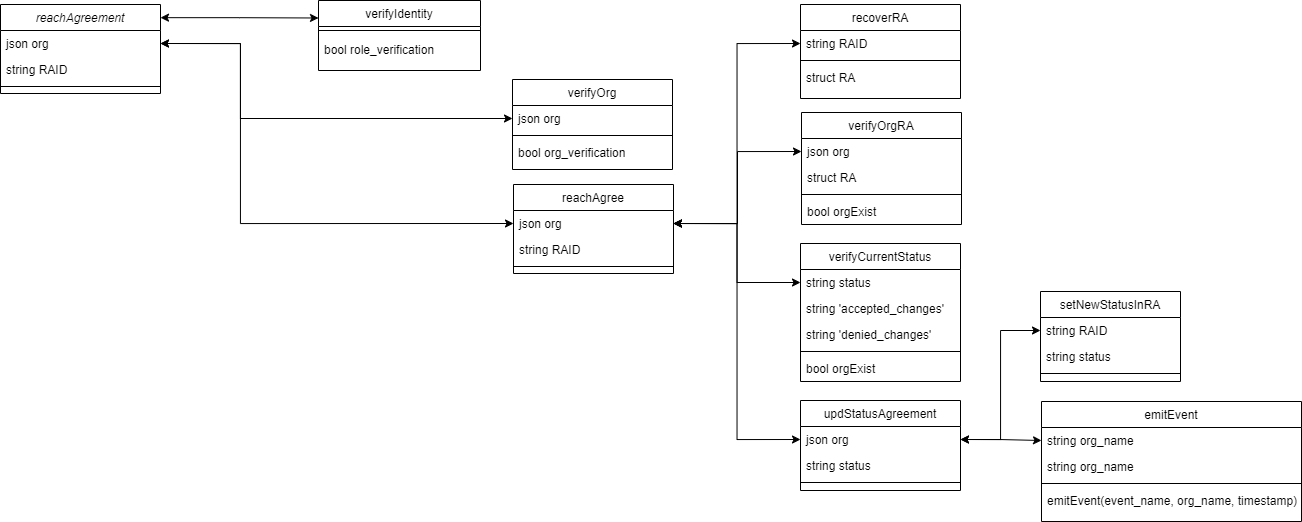 reachAgreement
json org
string RAID
verifyIdentity
bool role_verification
verifyOrg
json org
bool org_verification
reachAgree
json org
string RAID
recoverRA
string RAID
struct RA
verifyOrgRA
json org
struct RA
bool orgExist
verifyCurrentStatus
string status
string 'accepted_changes'
string 'denied_changes'
bool orgExist
updStatusAgreement
json org
string status
setNewStatusInRA
string RAID
string status
emitEvent
string org_name
string org_name
emitEvent(event_name, org_name, timestamp)